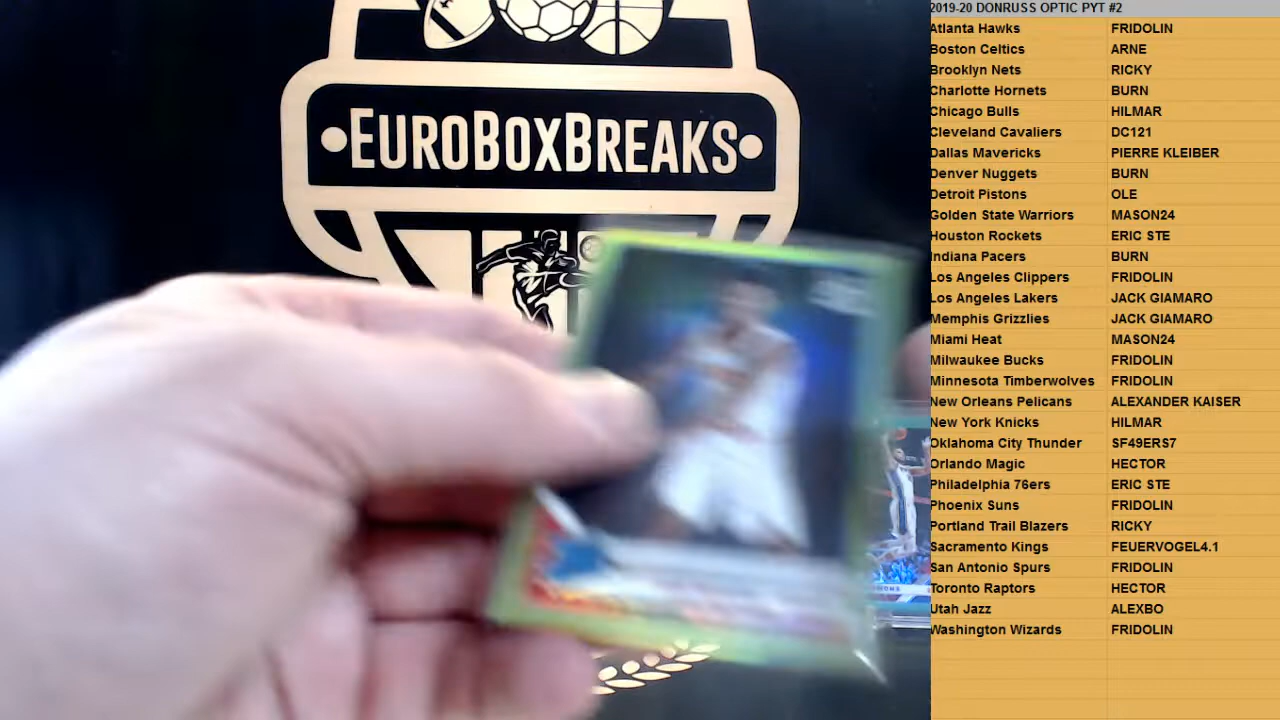 EUROBOXBREAKS
2019-20 DONRUSS OPTIC PYT #2
Atlanta Hawks FRIDOLIN
Boston Celtics ARNE
Brooklyn Nets RICKY
Charlotte Hornets BURN
Chicago Bulls HILMAR
Cleveland Cavaliers DC121
Dallas Mavericks PIERRE KLEIBER
Denver Nuggets BURN
Detroit Pistons OLE
Golden State Warriors MASON24
Houston Rockets ERIC STE
Indiana Pacers BURN
Los Angeles Clippers FRIDOLIN
Los Angeles Lakers JACK GIAMARO
Memphis Grizzlies JACK GIAMARO
Miami Heat MASON24
Milwaukee Bucks FRIDOLIN
Minnesota Timberwolves FRIDOLIN
New Orleans Pelicans ALEXANDER KAISER
New York Knicks HILMAR
Oklahoma City Thunder SF49ERS7
Orlando Magic HECTOR
Philadelphia 76ers ERIC STE
Phoenix Suns FRIDOLIN
Portland Trail Blazers RICKY
Sacramento Kings FEUERVOGEL4.1
San Antonio Spurs FRIDOLIN
Toronto Raptors HECTOR
Utah Jazz ALEXBO
Washington Wizards FRIDOLIN